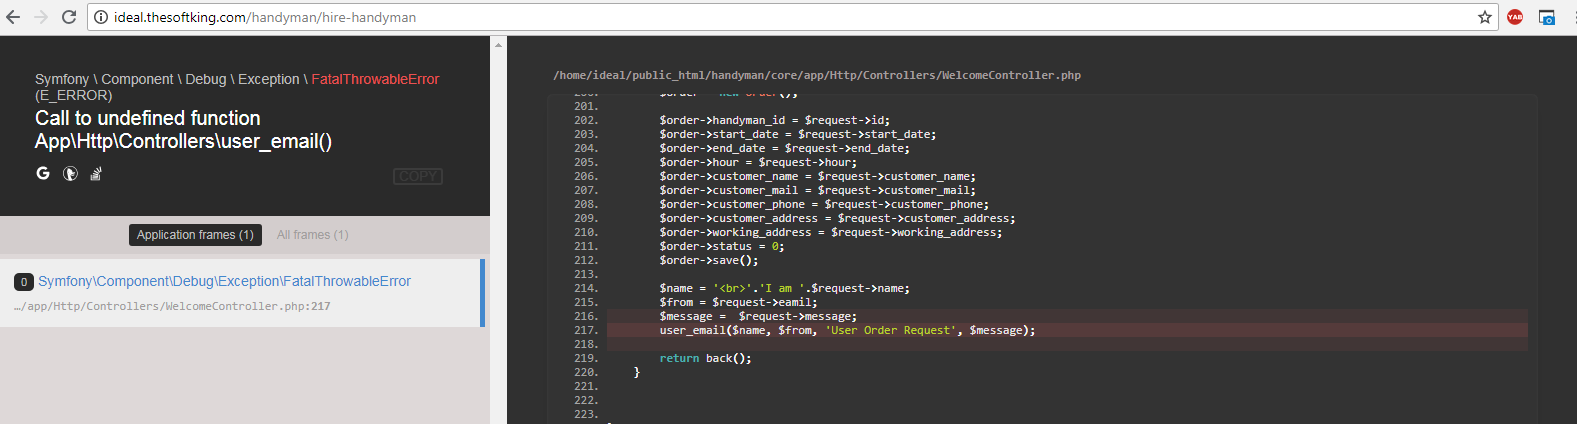 ideal.thesoftking.com/handyman/hire-handyman
YAB
Symfony \ Component \ Debug \ Exception \ FatalThrowableError
(E_ERROR)
Call to undefined function
App\Http\Controllers\user_email()
COPY
Application frames (1)
All frames (1)
0 Symfony\Component\Debug\Exception\FatalThrowableError
…/app/Http/Controllers/WelcomeController.php:217
/home/ideal/public_html/handyman/core/app/Http/Controllers/WelcomeController.php
200. $order = new Order();
201.
202. $order->handyman_id = $request->id;
203. $order->start_date = $request->start_date;
204. $order->end_date = $request->end_date;
205. $order->hour = $request->hour;
206. $order->customer_name = $request->customer_name;
207. $order->customer_mail = $request->customer_mail;
208. $order->customer_phone = $request->customer_phone;
209. $order->customer_address = $request->customer_address;
210. $order->working_address = $request->working_address;
211. $order->status = 0;
212. $order->save();
213.
214. $name = '<br>'.'I am '.$request->name;
215. $from = $request->eamil;
216. $message =  $request->message;
217. user_email($name, $from, 'User Order Request', $message);
218.
219. return back();
220. }
221.
222.
223.